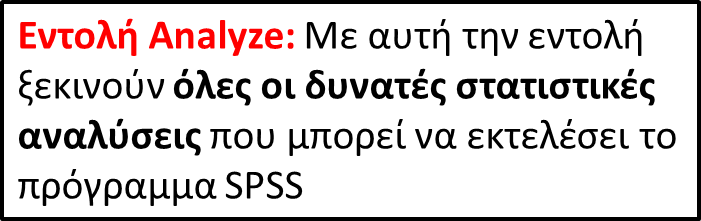 Εντολή Analyze: Με αυτή την εντολή
ξεκινούν όλες οι δυνατές στατιστικές
αναλύσεις που μπορεί να εκτελέσει το
πρόγραμμα SPSS